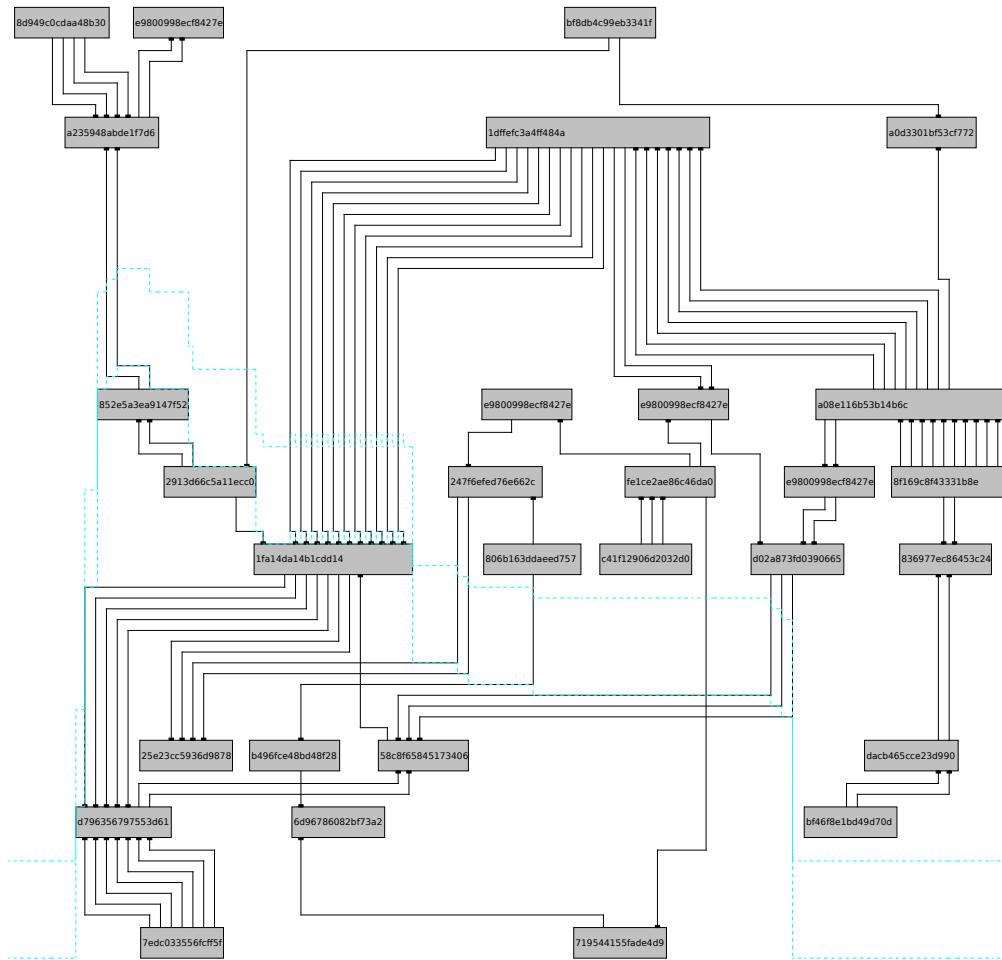 8d949c0cdaa48b30
e9800998ecf8427e
bf8db4c99eb3341f
a235948abde1f7d6
1dffefc3a4ff484a
a0d3301bf53cf772
852e5a3ea9147f52
e9800998ecf8427e
e9800998ecf8427e
a08e116b53b14b6c
2913d66c5a11ecc0
247f6efed76e662c
fe1ce2ae86c46da0
e9800998ecf8427e
8f169c8f43331b8e
1fa14da14b1cdd14
806b163ddaeed757
c41f12906d2032d0
d02a873fd0390665
836977ec86453c24
25e23cc5936d9878
b496fce48bd48f28
58c8f65845173406
dacb465cce23d990
d796356797553d61
6d96786082bf73a2
bf46f8e1bd49d70d
7edc033556fcff5f
719544155fade4d9